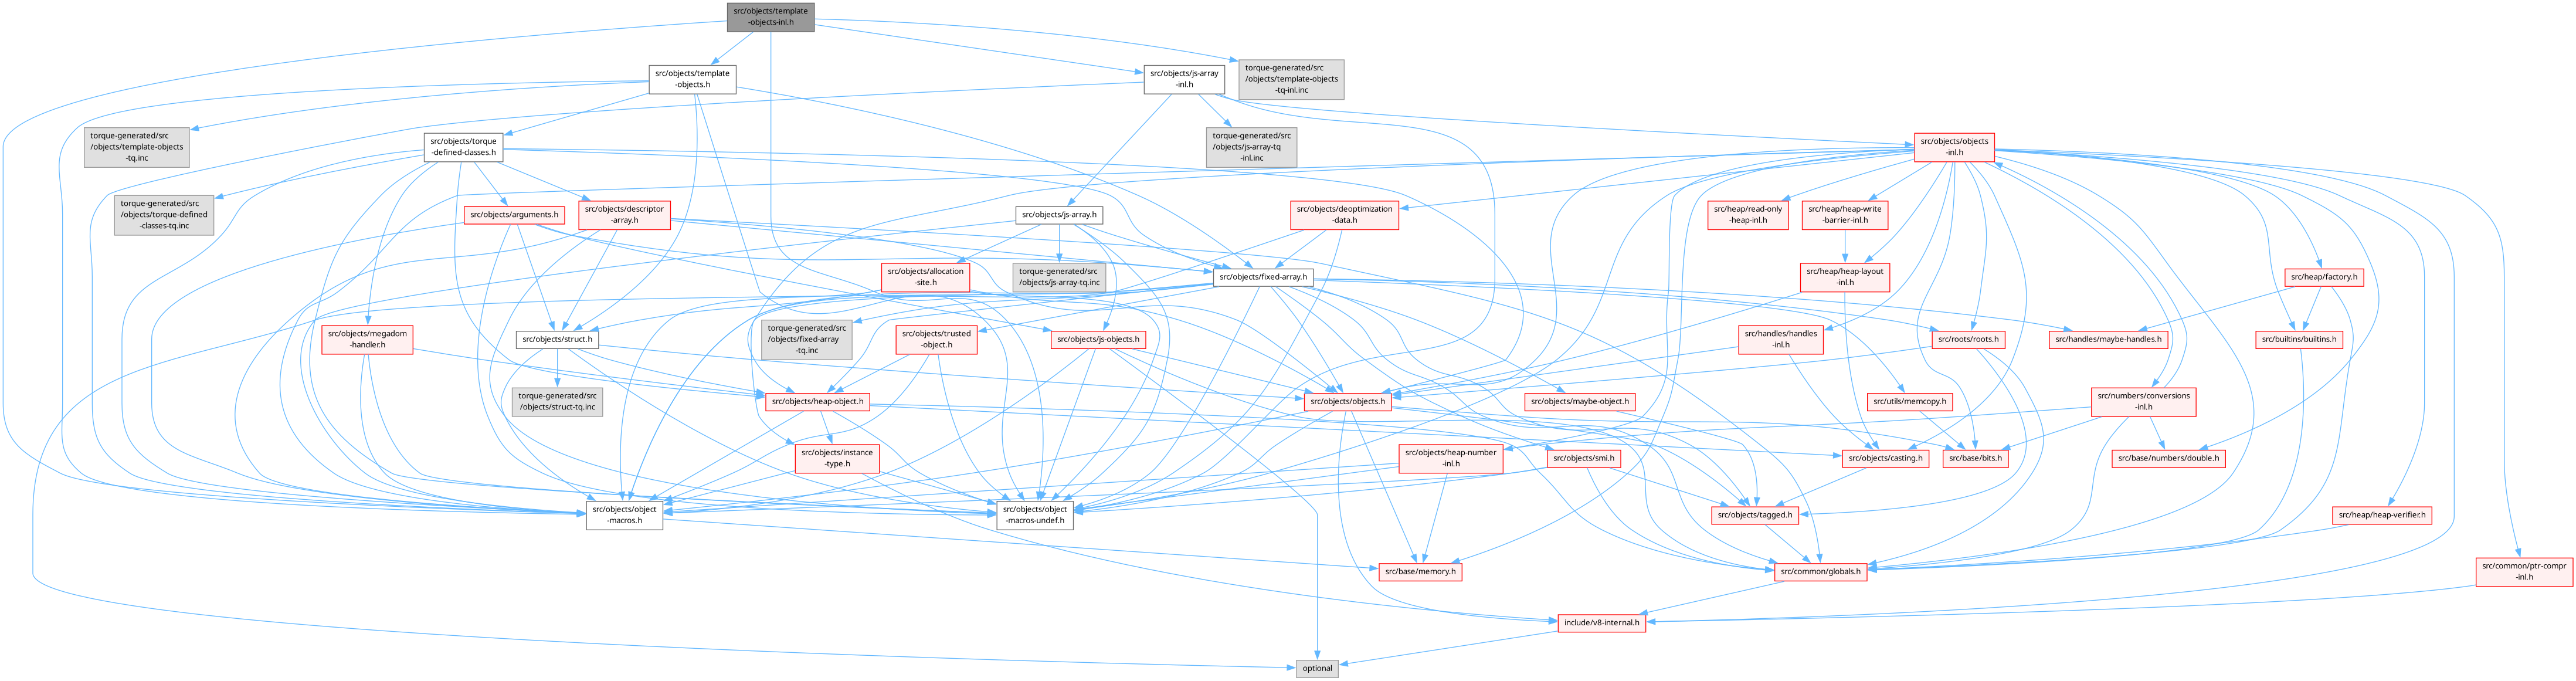 src/objects/template
-objects-inl.h
src/objects/template
-objects.h
src/objects/js-array
-inl.h
torque-generated/src
/objects/template-objects
-tq-inl.inc
torque-generated/src
/objects/template-objects
-tq.inc
src/objects/torque
-defined-classes.h
torque-generated/src
/objects/js-array-tq
-inl.inc
src/objects/objects
-inl.h
torque-generated/src
/objects/torque-defined
-classes-tq.inc
src/objects/arguments.h
src/objects/descriptor
-array.h
src/objects/js-array.h
src/objects/deoptimization
-data.h
src/heap/read-only
-heap-inl.h
src/heap/heap-write
-barrier-inl.h
src/objects/allocation
-site.h
torque-generated/src
/objects/js-array-tq.inc
src/objects/fixed-array.h
src/heap/heap-layout
-inl.h
src/heap/factory.h
src/objects/megadom
-handler.h
src/objects/struct.h
torque-generated/src
/objects/fixed-array
-tq.inc
src/objects/trusted
-object.h
src/objects/js-objects.h
src/handles/handles
-inl.h
src/roots/roots.h
src/handles/maybe-handles.h
src/builtins/builtins.h
torque-generated/src
/objects/struct-tq.inc
src/objects/heap-object.h
src/objects/objects.h
src/objects/maybe-object.h
src/utils/memcopy.h
src/numbers/conversions
-inl.h
src/objects/instance
-type.h
src/objects/heap-number
-inl.h
src/objects/smi.h
src/objects/casting.h
src/base/bits.h
src/base/numbers/double.h
src/objects/object
-macros.h
src/objects/object
-macros-undef.h
src/objects/tagged.h
src/heap/heap-verifier.h
src/base/memory.h
src/common/globals.h
src/common/ptr-compr
-inl.h
include/v8-internal.h
optional